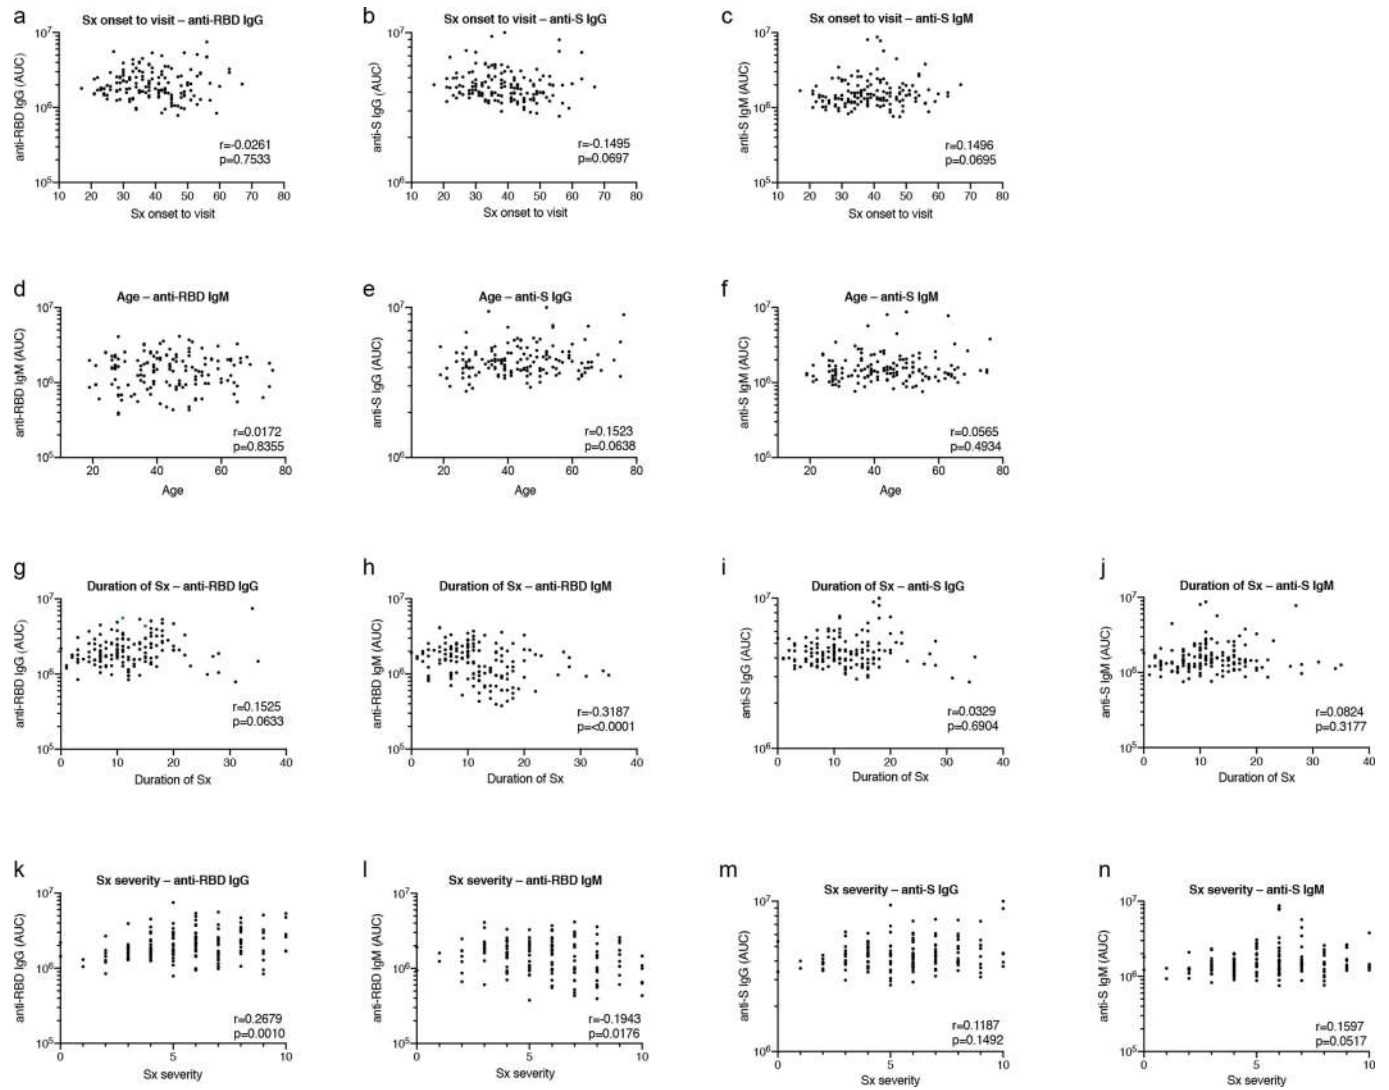 a
Sx onset to visit – anti-RBD IgG
anti-RBD IgG (AUC)
10⁷
10⁶
10⁵
10 20 30 40 50 60 70 80
r=-0.0261
p=0.7533
Sx onset to visit
b
Sx onset to visit – anti-S IgG
anti-S IgG (AUC)
10⁷
10⁶
10 20 30 40 50 60 70 80
r=-0.1495
p=0.0697
Sx onset to visit
c
Sx onset to visit – anti-S IgM
anti-S IgM (AUC)
10⁷
10⁶
10⁵
10 20 30 40 50 60 70 80
r=0.1496
p=0.0695
Sx onset to visit
d
Age – anti-RBD IgM
anti-RBD IgM (AUC)
10⁷
10⁶
10⁵
20 40 60 80
r=0.0172
p=0.8355
Age
e
Age – anti-S IgG
anti-S IgG (AUC)
10⁷
10⁶
20 40 60 80
r=0.1523
p=0.0638
Age
f
Age – anti-S IgM
anti-S IgM (AUC)
10⁷
10⁶
10⁵
20 40 60 80
r=0.0565
p=0.4934
Age
g
Duration of Sx – anti-RBD IgG
anti-RBD IgG (AUC)
10⁷
10⁶
10⁵
0 10 20 30 40
r=0.1525
p=0.0633
Duration of Sx
h
Duration of Sx – anti-RBD IgM
anti-RBD IgM (AUC)
10⁷
10⁶
10⁵
0 10 20 30 40
r=-0.3187
p=<0.0001
Duration of Sx
i
Duration of Sx – anti-S IgG
anti-S IgG (AUC)
10⁷
10⁶
0 10 20 30 40
r=0.0329
p=0.6904
Duration of Sx
j
Duration of Sx – anti-S IgM
anti-S IgM (AUC)
10⁷
10⁶
10⁵
0 10 20 30 40
r=0.0824
p=0.3177
Duration of Sx
k
Sx severity – anti-RBD IgG
anti-RBD IgG (AUC)
10⁷
10⁶
10⁵
0 5 10
r=0.2679
p=0.0010
Sx severity
l
Sx severity – anti-RBD IgM
anti-RBD IgM (AUC)
10⁷
10⁶
10⁵
0 5 10
r=-0.1943
p=0.0176
Sx severity
m
Sx severity – anti-S IgG
anti-S IgG (AUC)
10⁷
10⁶
0 5 10
r=0.1187
p=0.1492
Sx severity
n
Sx severity – anti-S IgM
anti-S IgM (AUC)
10⁷
10⁶
10⁵
0 5 10
r=0.1597
p=0.0517
Sx severity